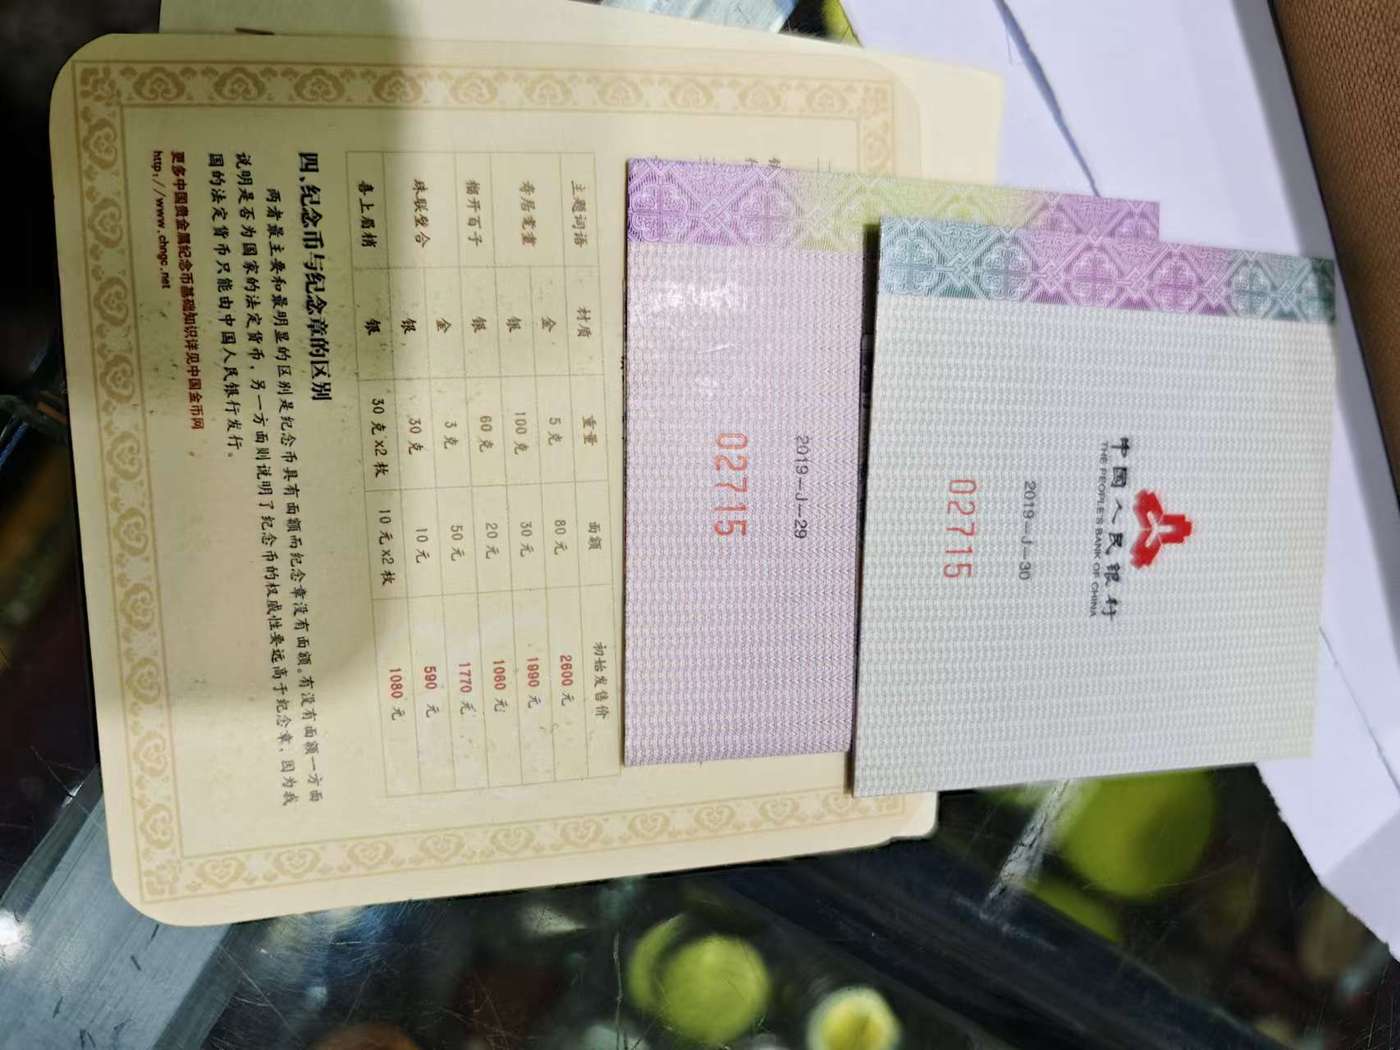 主题词语 材质 重量 面额 初始发售价
寿居耄耋 金 5克 80元 2600元
银 100克 30元 1990元
榴开百子 银 60克 20元 1060元
珠联璧合 金 3克 50元 1770元
银 30克 10元 590元
喜上眉梢 银 30克x2枚 10元x2枚 1080元
四、纪念币与纪念章的区别
两者最主要和最明显的区别是纪念币具有面额而纪念章没有面额。有没有面额一方面
说明是否为国家的法定货币，另一方面则说明了纪念币的权威性要远高于纪念章，因为我
国的法定货币只能由中国人民银行发行。
更多中国贵金属纪念币基础知识详见中国金币网
http://www.chngc.net
2019-J-29
02715
中国人民银行
THE PEOPLE'S BANK OF CHINA
2019-J-30
02715